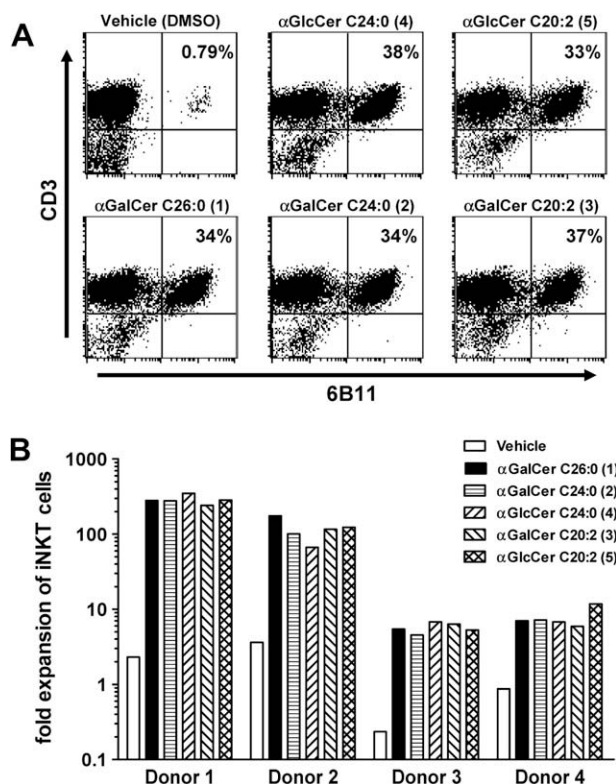 A
Vehicle (DMSO)
αGlcCer C24:0 (4)
αGlcCer C20:2 (5)
0.79%
38%
33%
αGalCer C26:0 (1)
αGalCer C24:0 (2)
αGalCer C20:2 (3)
34%
34%
37%
CD3
6B11
B
fold expansion of iNKT cells
1000
100
10
1
0.1
Vehicle
αGalCer C26:0 (1)
αGalCer C24:0 (2)
αGlcCer C24:0 (4)
αGalCer C20:2 (3)
αGlcCer C20:2 (5)
Donor 1
Donor 2
Donor 3
Donor 4